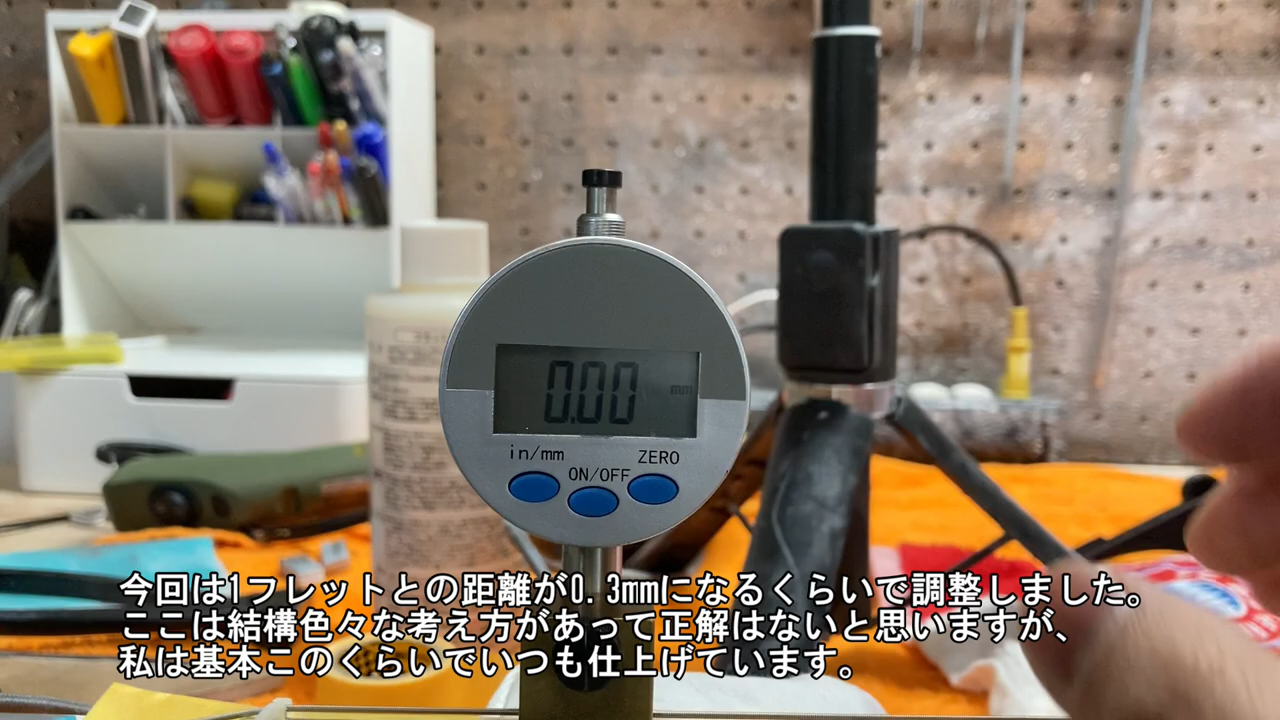 0.00 mm
in/mm
ON/OFF
ZERO
今回は1フレットとの距離が0.3mmになるくらいで調整しました。
ここは結構色々な考え方があって正解はないと思いますが、
私は基本このくらいでいつも仕上げています。